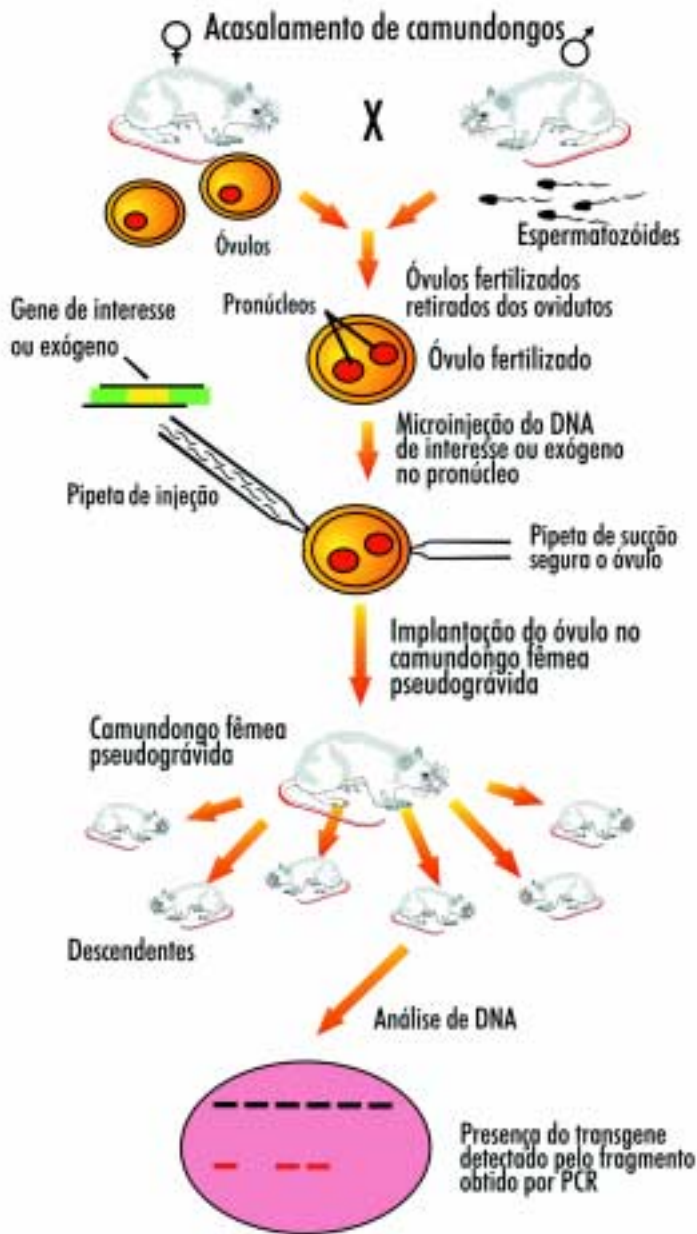 Acasalamento de camundongos
X
Óvulos
Espermatozóides
Óvulos fertilizados
retirados dos ovidutos
Pronúcleos
Gene de interesse
ou exógeno
Óvulo fertilizado
Microinjeção do DNA
de interesse ou exógeno
no pronúcleo
Pipeta de injeção
Pipeta de sucção
segura o óvulo
Implantação do óvulo no
camundongo fêmea
pseudográvida
Camundongo fêmea
pseudográvida
Descendentes
Análise de DNA
Presença do transgene
detectado pelo fragmento
obtido por PCR